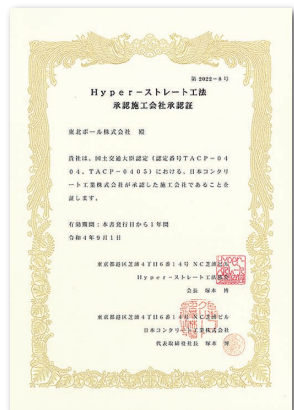 第2022-8号
Hyper-ストレート工法
承認施工会社承認証
東北ポール株式会社 殿
貴社は、国土交通大臣認定（認定番号TACP-04
04、TACP-0405）における、日本コンクリ
ート工業株式会社が承認した施工会社であることを
証します。
有効期間：本書発行日から1年間
令和4年9月1日
東京都港区芝浦4丁目6番14号 NC芝浦ビル
Hyper-ストレート工法協会
会長 塚本 博
東京都港区芝浦4丁目6番14号 NC芝浦ビル
日本コンクリート工業株式会社
代表取締役社長 塚本 博